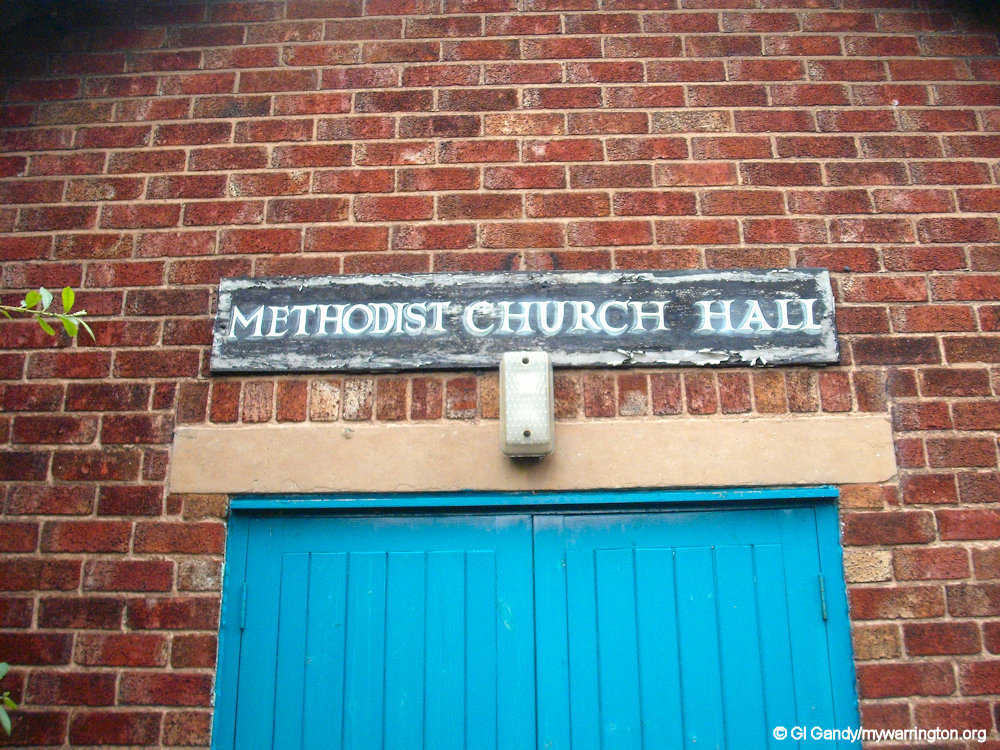 METHODIST CHURCH HALL
© GI Gandy/mywarrington.org